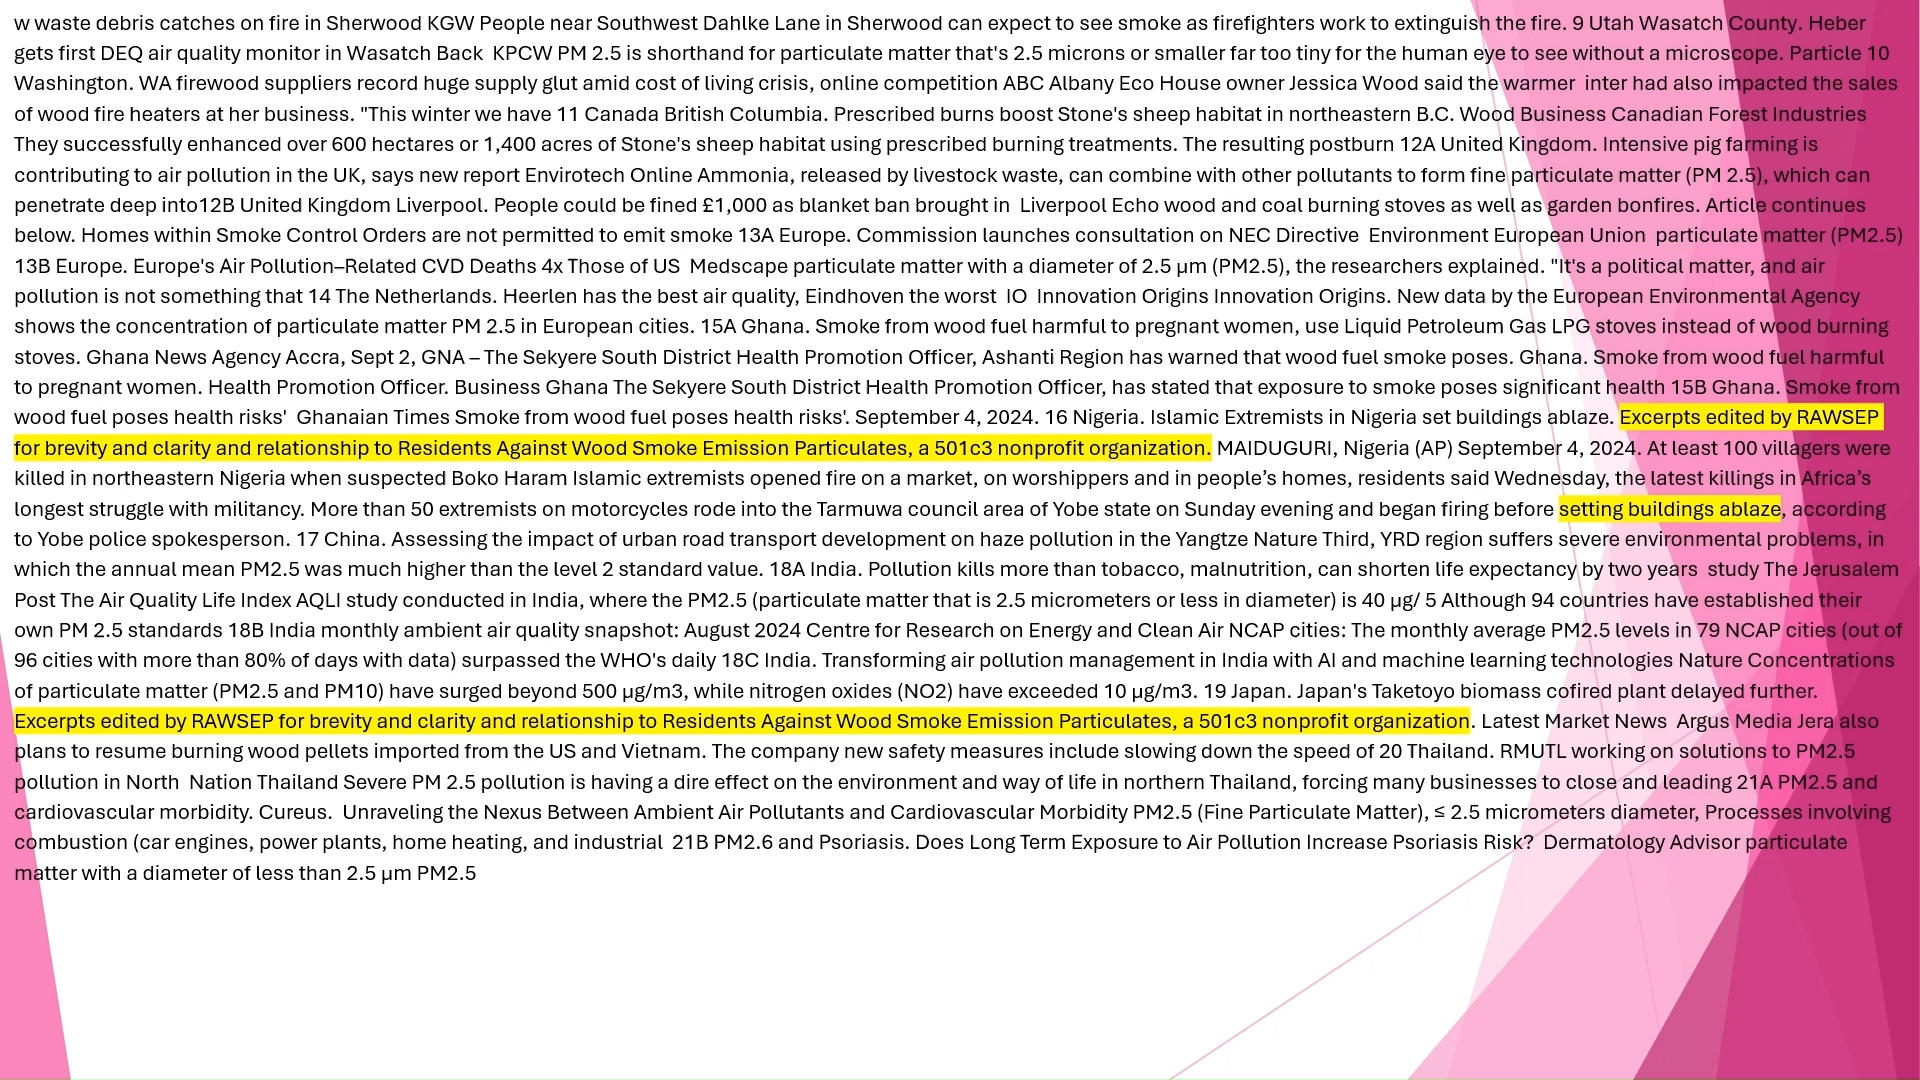 w waste debris catches on fire in Sherwood KGW People near Southwest Dahlke Lane in Sherwood can expect to see smoke as firefighters work to extinguish the fire. 9 Utah Wasatch County. Heber
gets first DEQ air quality monitor in Wasatch Back  KPCW PM 2.5 is shorthand for particulate matter that's 2.5 microns or smaller far too tiny for the human eye to see without a microscope. Particle 10
Washington. WA firewood suppliers record huge supply glut amid cost of living crisis, online competition ABC Albany Eco House owner Jessica Wood said the warmer  inter had also impacted the sales
of wood fire heaters at her business. "This winter we have 11 Canada British Columbia. Prescribed burns boost Stone's sheep habitat in northeastern B.C. Wood Business Canadian Forest Industries
They successfully enhanced over 600 hectares or 1,400 acres of Stone's sheep habitat using prescribed burning treatments. The resulting postburn 12A United Kingdom. Intensive pig farming is
contributing to air pollution in the UK, says new report Envirotech Online Ammonia, released by livestock waste, can combine with other pollutants to form fine particulate matter (PM 2.5), which can
penetrate deep into12B United Kingdom Liverpool. People could be fined £1,000 as blanket ban brought in  Liverpool Echo wood and coal burning stoves as well as garden bonfires. Article continues
below. Homes within Smoke Control Orders are not permitted to emit smoke 13A Europe. Commission launches consultation on NEC Directive  Environment European Union  particulate matter (PM2.5)
13B Europe. Europe's Air Pollution–Related CVD Deaths 4x Those of US  Medscape particulate matter with a diameter of 2.5 μm (PM2.5), the researchers explained. "It's a political matter, and air
pollution is not something that 14 The Netherlands. Heerlen has the best air quality, Eindhoven the worst  IO  Innovation Origins Innovation Origins. New data by the European Environmental Agency
shows the concentration of particulate matter PM 2.5 in European cities. 15A Ghana. Smoke from wood fuel harmful to pregnant women, use Liquid Petroleum Gas LPG stoves instead of wood burning
stoves. Ghana News Agency Accra, Sept 2, GNA – The Sekyere South District Health Promotion Officer, Ashanti Region has warned that wood fuel smoke poses. Ghana. Smoke from wood fuel harmful
to pregnant women. Health Promotion Officer. Business Ghana The Sekyere South District Health Promotion Officer, has stated that exposure to smoke poses significant health 15B Ghana. Smoke from
wood fuel poses health risks'  Ghanaian Times Smoke from wood fuel poses health risks'. September 4, 2024. 16 Nigeria. Islamic Extremists in Nigeria set buildings ablaze. Excerpts edited by RAWSEP
for brevity and clarity and relationship to Residents Against Wood Smoke Emission Particulates, a 501c3 nonprofit organization. MAIDUGURI, Nigeria (AP) September 4, 2024. At least 100 villagers were
killed in northeastern Nigeria when suspected Boko Haram Islamic extremists opened fire on a market, on worshippers and in people’s homes, residents said Wednesday, the latest killings in Africa’s
longest struggle with militancy. More than 50 extremists on motorcycles rode into the Tarmuwa council area of Yobe state on Sunday evening and began firing before setting buildings ablaze, according
to Yobe police spokesperson. 17 China. Assessing the impact of urban road transport development on haze pollution in the Yangtze Nature Third, YRD region suffers severe environmental problems, in
which the annual mean PM2.5 was much higher than the level 2 standard value. 18A India. Pollution kills more than tobacco, malnutrition, can shorten life expectancy by two years  study The Jerusalem
Post The Air Quality Life Index AQLI study conducted in India, where the PM2.5 (particulate matter that is 2.5 micrometers or less in diameter) is 40 μg/ 5 Although 94 countries have established their
own PM 2.5 standards 18B India monthly ambient air quality snapshot: August 2024 Centre for Research on Energy and Clean Air NCAP cities: The monthly average PM2.5 levels in 79 NCAP cities (out of
96 cities with more than 80% of days with data) surpassed the WHO's daily 18C India. Transforming air pollution management in India with AI and machine learning technologies Nature Concentrations
of particulate matter (PM2.5 and PM10) have surged beyond 500 μg/m3, while nitrogen oxides (NO2) have exceeded 10 μg/m3. 19 Japan. Japan's Taketoyo biomass cofired plant delayed further.
Excerpts edited by RAWSEP for brevity and clarity and relationship to Residents Against Wood Smoke Emission Particulates, a 501c3 nonprofit organization. Latest Market News  Argus Media Jera also
plans to resume burning wood pellets imported from the US and Vietnam. The company new safety measures include slowing down the speed of 20 Thailand. RMUTL working on solutions to PM2.5
pollution in North  Nation Thailand Severe PM 2.5 pollution is having a dire effect on the environment and way of life in northern Thailand, forcing many businesses to close and leading 21A PM2.5 and
cardiovascular morbidity. Cureus.  Unraveling the Nexus Between Ambient Air Pollutants and Cardiovascular Morbidity PM2.5 (Fine Particulate Matter), ≤ 2.5 micrometers diameter, Processes involving
combustion (car engines, power plants, home heating, and industrial  21B PM2.6 and Psoriasis. Does Long Term Exposure to Air Pollution Increase Psoriasis Risk?  Dermatology Advisor particulate
matter with a diameter of less than 2.5 μm PM2.5